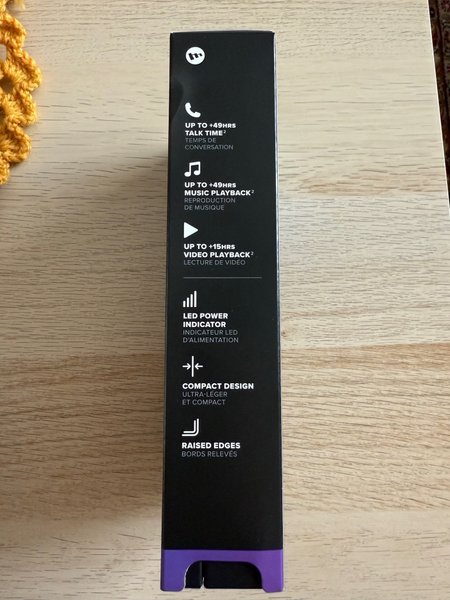 UP TO +49HRS
TALK TIME²
TEMPS DE
CONVERSATION
UP TO +49HRS
MUSIC PLAYBACK²
REPRODUCTION
DE MUSIQUE
UP TO +15HRS
VIDEO PLAYBACK²
LECTURE DE VIDÉO
LED POWER
INDICATOR
INDICATEUR LED
D'ALIMENTATION
COMPACT DESIGN
ULTRA-LÉGER
ET COMPACT
RAISED EDGES
BORDS RELEVÉS